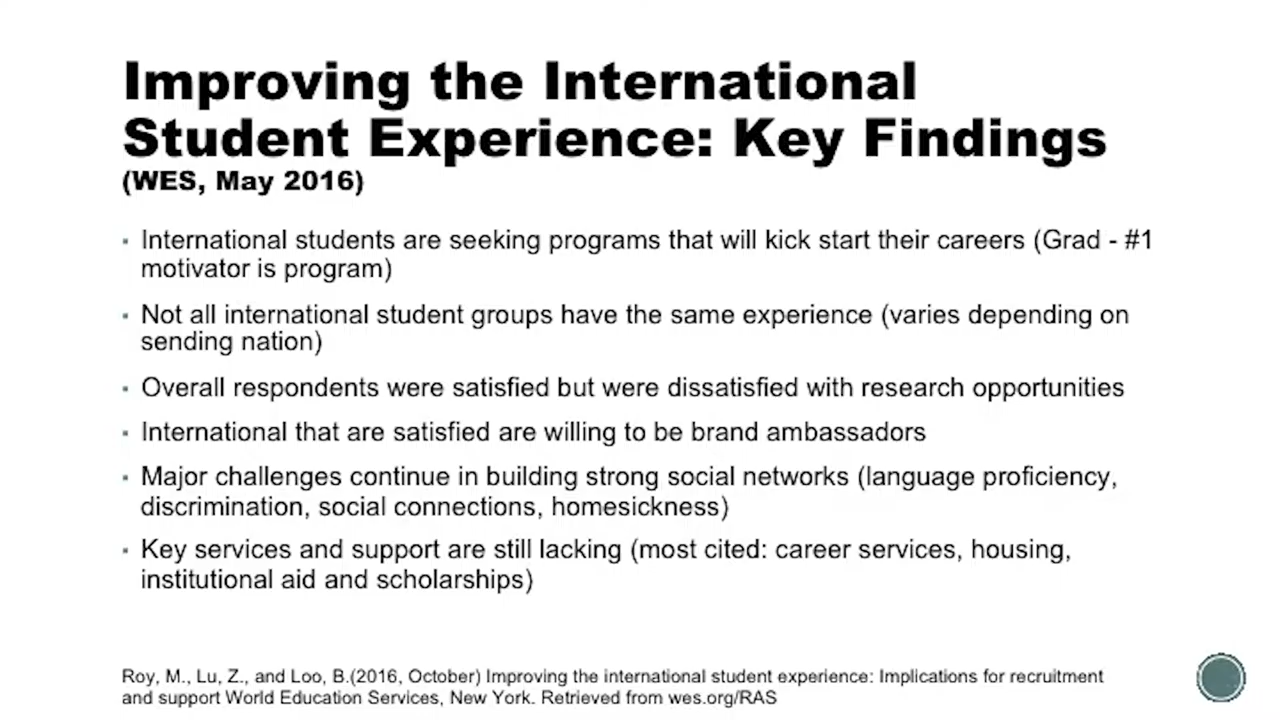 Improving the International
Student Experience: Key Findings
(WES, May 2016)
▪ International students are seeking programs that will kick start their careers (Grad - #1
motivator is program)
▪ Not all international student groups have the same experience (varies depending on
sending nation)
▪ Overall respondents were satisfied but were dissatisfied with research opportunities
▪ International that are satisfied are willing to be brand ambassadors
▪ Major challenges continue in building strong social networks (language proficiency,
discrimination, social connections, homesickness)
▪ Key services and support are still lacking (most cited: career services, housing,
institutional aid and scholarships)
Roy, M., Lu, Z., and Loo, B.(2016, October) Improving the international student experience: Implications for recruitment
and support World Education Services, New York. Retrieved from wes.org/RAS